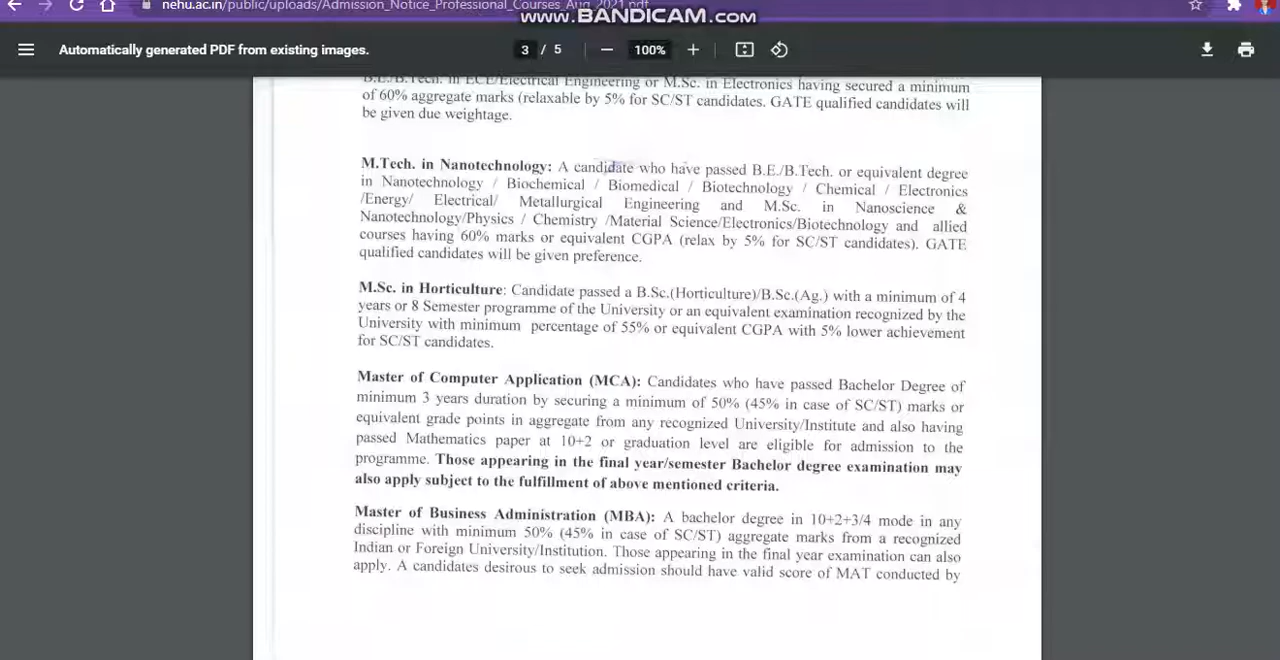 nehu.ac.in/public/uploads/Admission_Notice_Professional_Courses_Aug_2021.pdf
www.BANDICAM.com
Automatically generated PDF from existing images.
3 / 5
100%
B.E./B.Tech. in ECE/Electrical Engineering or M.Sc. in Electronics having secured a minimum
of 60% aggregate marks (relaxable by 5% for SC/ST candidates. GATE qualified candidates will
be given due weightage.
M.Tech. in Nanotechnology: A candidate who have passed B.E./B.Tech. or equivalent degree
in Nanotechnology / Biochemical / Biomedical / Biotechnology / Chemical / Electronics
/Energy/ Electrical/ Metallurgical Engineering and M.Sc. in Nanoscience &
Nanotechnology/Physics / Chemistry /Material Science/Electronics/Biotechnology and allied
courses having 60% marks or equivalent CGPA (relax by 5% for SC/ST candidates). GATE
qualified candidates will be given preference.
M.Sc. in Horticulture: Candidate passed a B.Sc.(Horticulture)/B.Sc.(Ag.) with a minimum of 4
years or 8 Semester programme of the University or an equivalent examination recognized by the
University with minimum percentage of 55% or equivalent CGPA with 5% lower achievement
for SC/ST candidates.
Master of Computer Application (MCA): Candidates who have passed Bachelor Degree of
minimum 3 years duration by securing a minimum of 50% (45% in case of SC/ST) marks or
equivalent grade points in aggregate from any recognized University/Institute and also having
passed Mathematics paper at 10+2 or graduation level are eligible for admission to the
programme. Those appearing in the final year/semester Bachelor degree examination may
also apply subject to the fulfillment of above mentioned criteria.
Master of Business Administration (MBA): A bachelor degree in 10+2+3/4 mode in any
discipline with minimum 50% (45% in case of SC/ST) aggregate marks from a recognized
Indian or Foreign University/Institution. Those appearing in the final year examination can also
apply. A candidates desirous to seek admission should have valid score of MAT conducted by